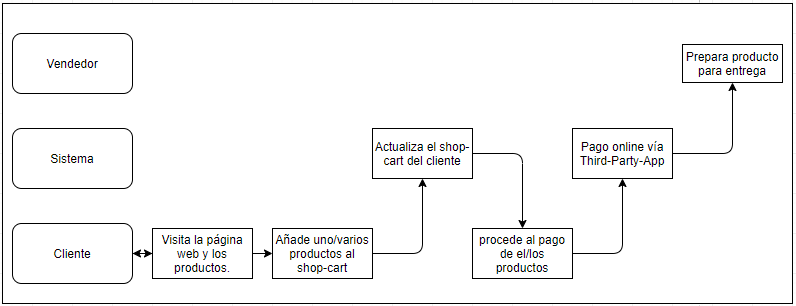 Vendedor
Prepara producto
para entrega
Sistema
Actualiza el shop-
cart del cliente
Pago online vía
Third-Party-App
Cliente
Visita la página
web y los
productos.
Añade uno/varios
productos al
shop-cart
procede al pago
de el/los
productos